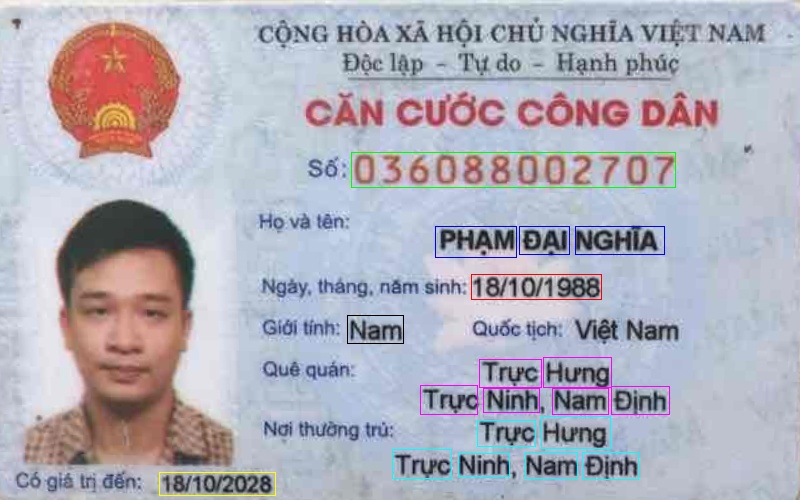 CỘNG HÒA XÃ HỘI CHỦ NGHĨA VIỆT NAM
Độc lập - Tự do - Hạnh phúc
CĂN CƯỚC CÔNG DÂN
Số: 036088002707
Họ và tên:
PHẠM ĐẠI NGHĨA
Ngày, tháng, năm sinh: 18/10/1988
Giới tính: Nam Quốc tịch: Việt Nam
Quê quán: Trực Hưng
Trực Ninh, Nam Định
Nơi thường trú: Trực Hưng
Trực Ninh, Nam Định
Có giá trị đến: 18/10/2028